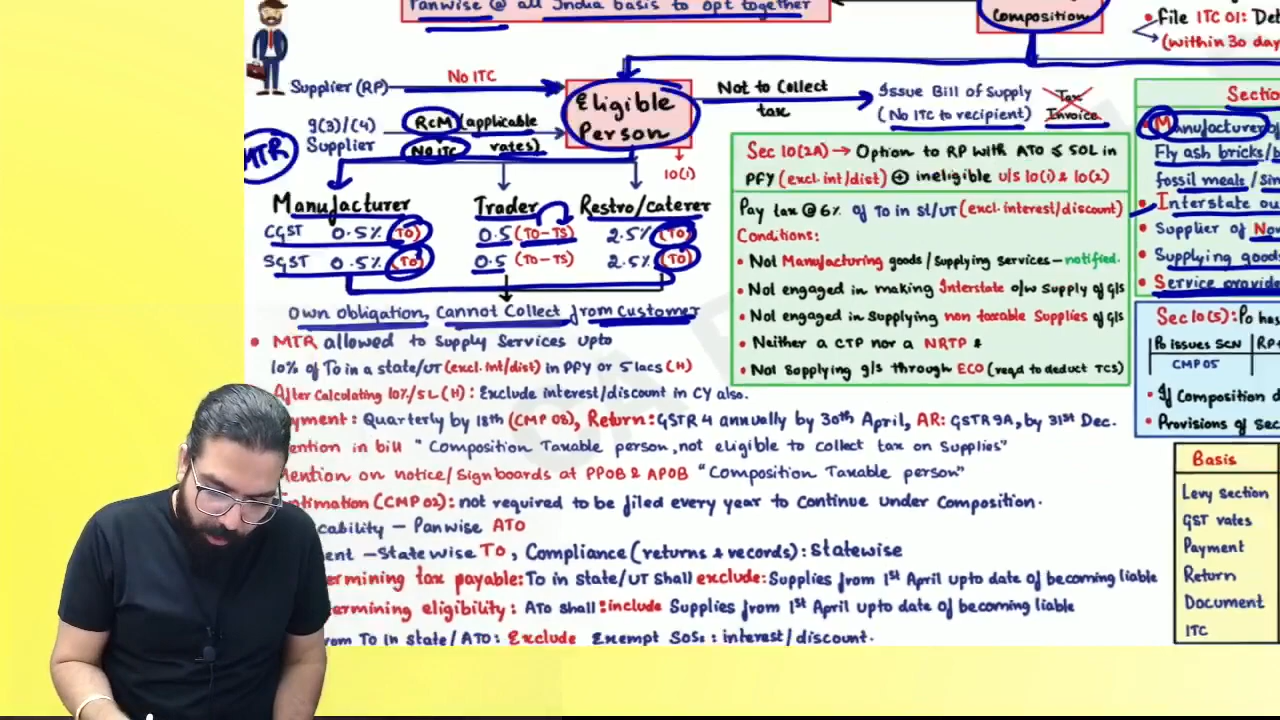 Panwise @ all India basis to opt together
Composition
• File ITC 01:
(within 30
Supplier (RP)
No ITC
Eligible
Person
Not to Collect
tax
Issue Bill of Supply
(No ITC to recipient)
Tax
Invoice
9(3)/(4)
Supplier
RCM (applicable
No ITC rates)
MTR
10(1)
Manufacturer
CGST 0.5% (TO)
SGST 0.5% (TO)
Trader
0.5 (TO-TS)
0.5 (TO-TS)
Restro/caterer
2.5% (TO)
2.5% (TO)
own obligation, Cannot Collect from Customer
• MTR allowed to Supply Services upto
10% of To in a state/UT (excl. int/dist) in PFY or 5 lacs (H)
After Calculating 10%/5L(H): Exclude interest/discount in CY also.
yment: Quarterly by 18th (CMP 08), Return: GSTR 4 annually by 30th April, AR: GSTR 9A, by 31st Dec.
ention in bill "Composition Taxable person, not eligible to collect tax on Supplies"
ention on notice/Signboards at PPOB & APOB "Composition Taxable person"
timation (CMP 02): not required to be filed every year to Continue under Composition.
cability - Panwise ATO
ent - Statewise To, Compliance (returns & records): Statewise
ermining tax payable: To in state/UT shall exclude: Supplies from 1st April upto date of becoming liable
ermining eligibility: ATO shall: include Supplies from 1st April upto date of becoming liable
rom To in state/ATO: Exclude Exempt SoSs: interest/discount.
Sec 10(2A) → Option to RP with ATO ≤ 50L in
PFY (excl. int/dist) ⊕ ineligible u/s 10(1) & 10(2)
Pay tax @ 6% of To in st/UT (excl. interest/discount)
Conditions:
• Not Manufacturing goods/supplying services - notified.
• Not engaged in making Interstate o/w Supply of G/s
• Not engaged in supplying non taxable Supplies of G/s
• Neither a CTP nor a NRTP &
• Not Supplying g/s through ECO (reqd to deduct TCS)
Manufacturer
Fly ash bricks/
fossil meals/
• Interstate
• Supplier of
• Supplying
• Service
Sec 10(5): Po
Po issues SCN
CMP 05
• If Composition
• Provisions of
Basis
Levy section
GST rates
Payment
Return
Document
ITC